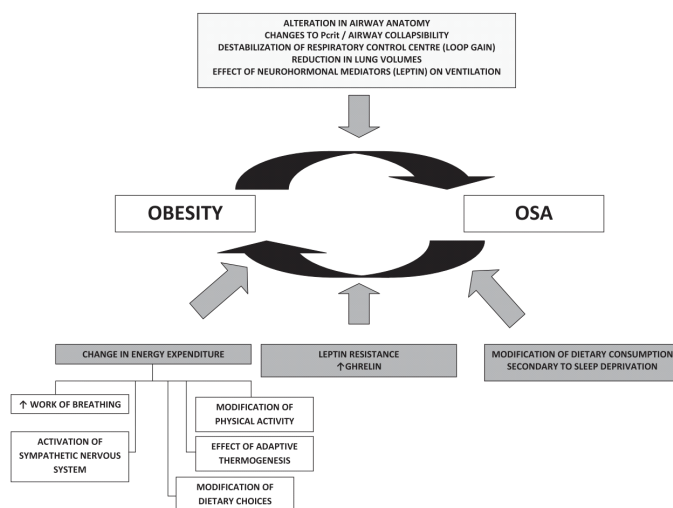 ALTERATION IN AIRWAY ANATOMY
CHANGES TO Pcrit / AIRWAY COLLAPSIBILITY
DESTABILIZATION OF RESPIRATORY CONTROL CENTRE (LOOP GAIN)
REDUCTION IN LUNG VOLUMES
EFFECT OF NEUROHORMONAL MEDIATORS (LEPTIN) ON VENTILATION
OBESITY
OSA
CHANGE IN ENERGY EXPENDITURE
LEPTIN RESISTANCE
↑GHRELIN
MODIFICATION OF DIETARY CONSUMPTION
SECONDARY TO SLEEP DEPRIVATION
↑ WORK OF BREATHING
MODIFICATION OF
PHYSICAL ACTIVITY
ACTIVATION OF
SYMPATHETIC NERVOUS
SYSTEM
EFFECT OF ADAPTIVE
THERMOGENESIS
MODIFICATION OF
DIETARY CHOICES